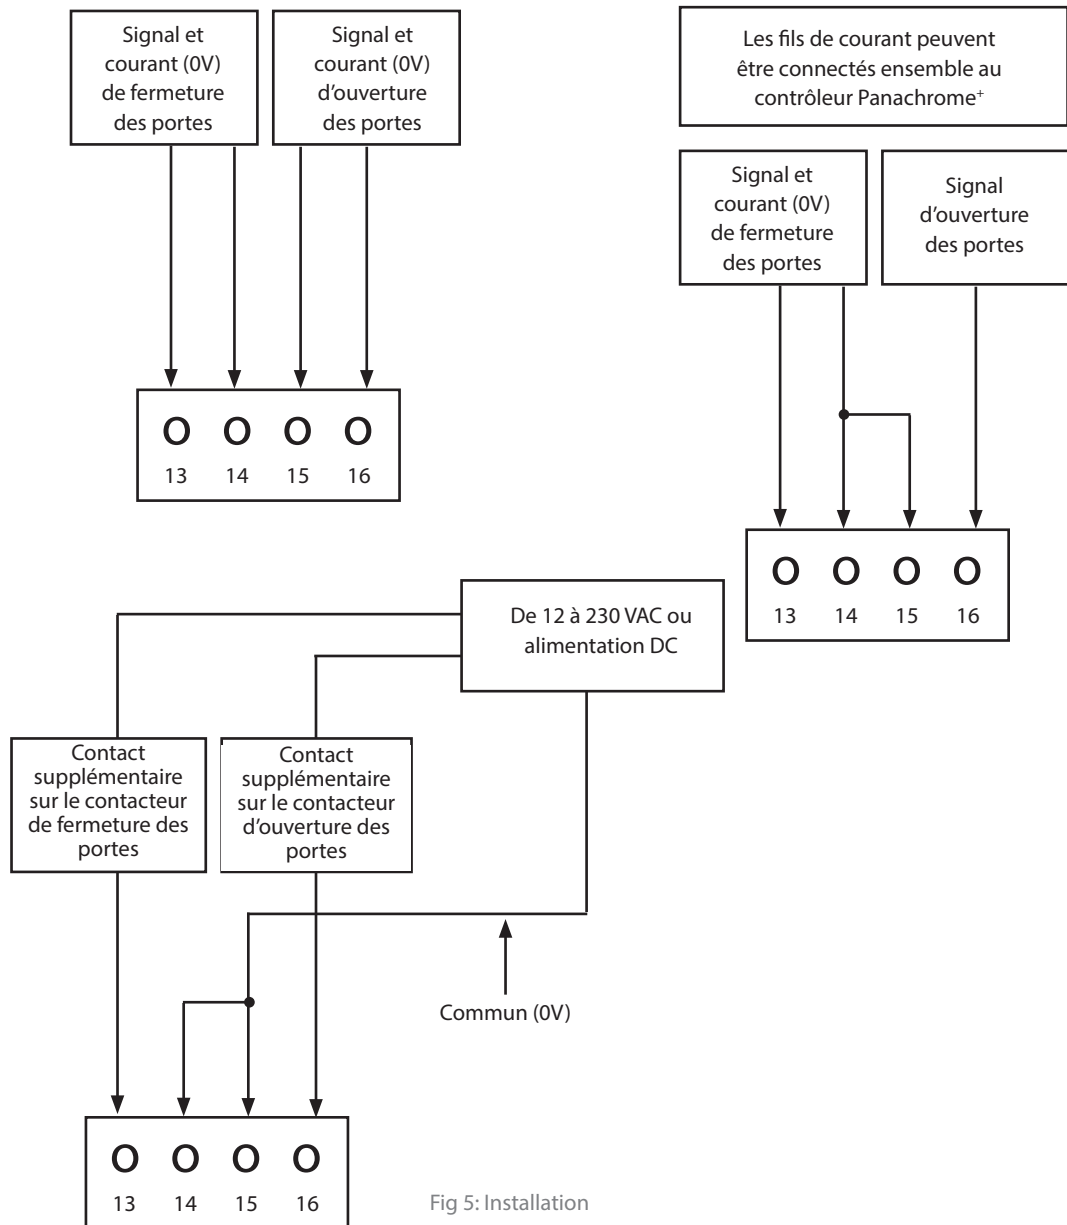 Signal et
courant (0V)
de fermeture
des portes
Signal et
courant (0V)
d'ouverture
des portes
Les fils de courant peuvent
être connectés ensemble au
contrôleur Panachrome⁺
Signal et
courant (0V)
de fermeture
des portes
Signal
d'ouverture
des portes
O O O O
13 14 15 16
O O O O
13 14 15 16
De 12 à 230 VAC ou
alimentation DC
Contact
supplémentaire
sur le contacteur
de fermeture des
portes
Contact
supplémentaire
sur le contacteur
d'ouverture des
portes
Commun (0V)
O O O O
13 14 15 16
Fig 5: Installation